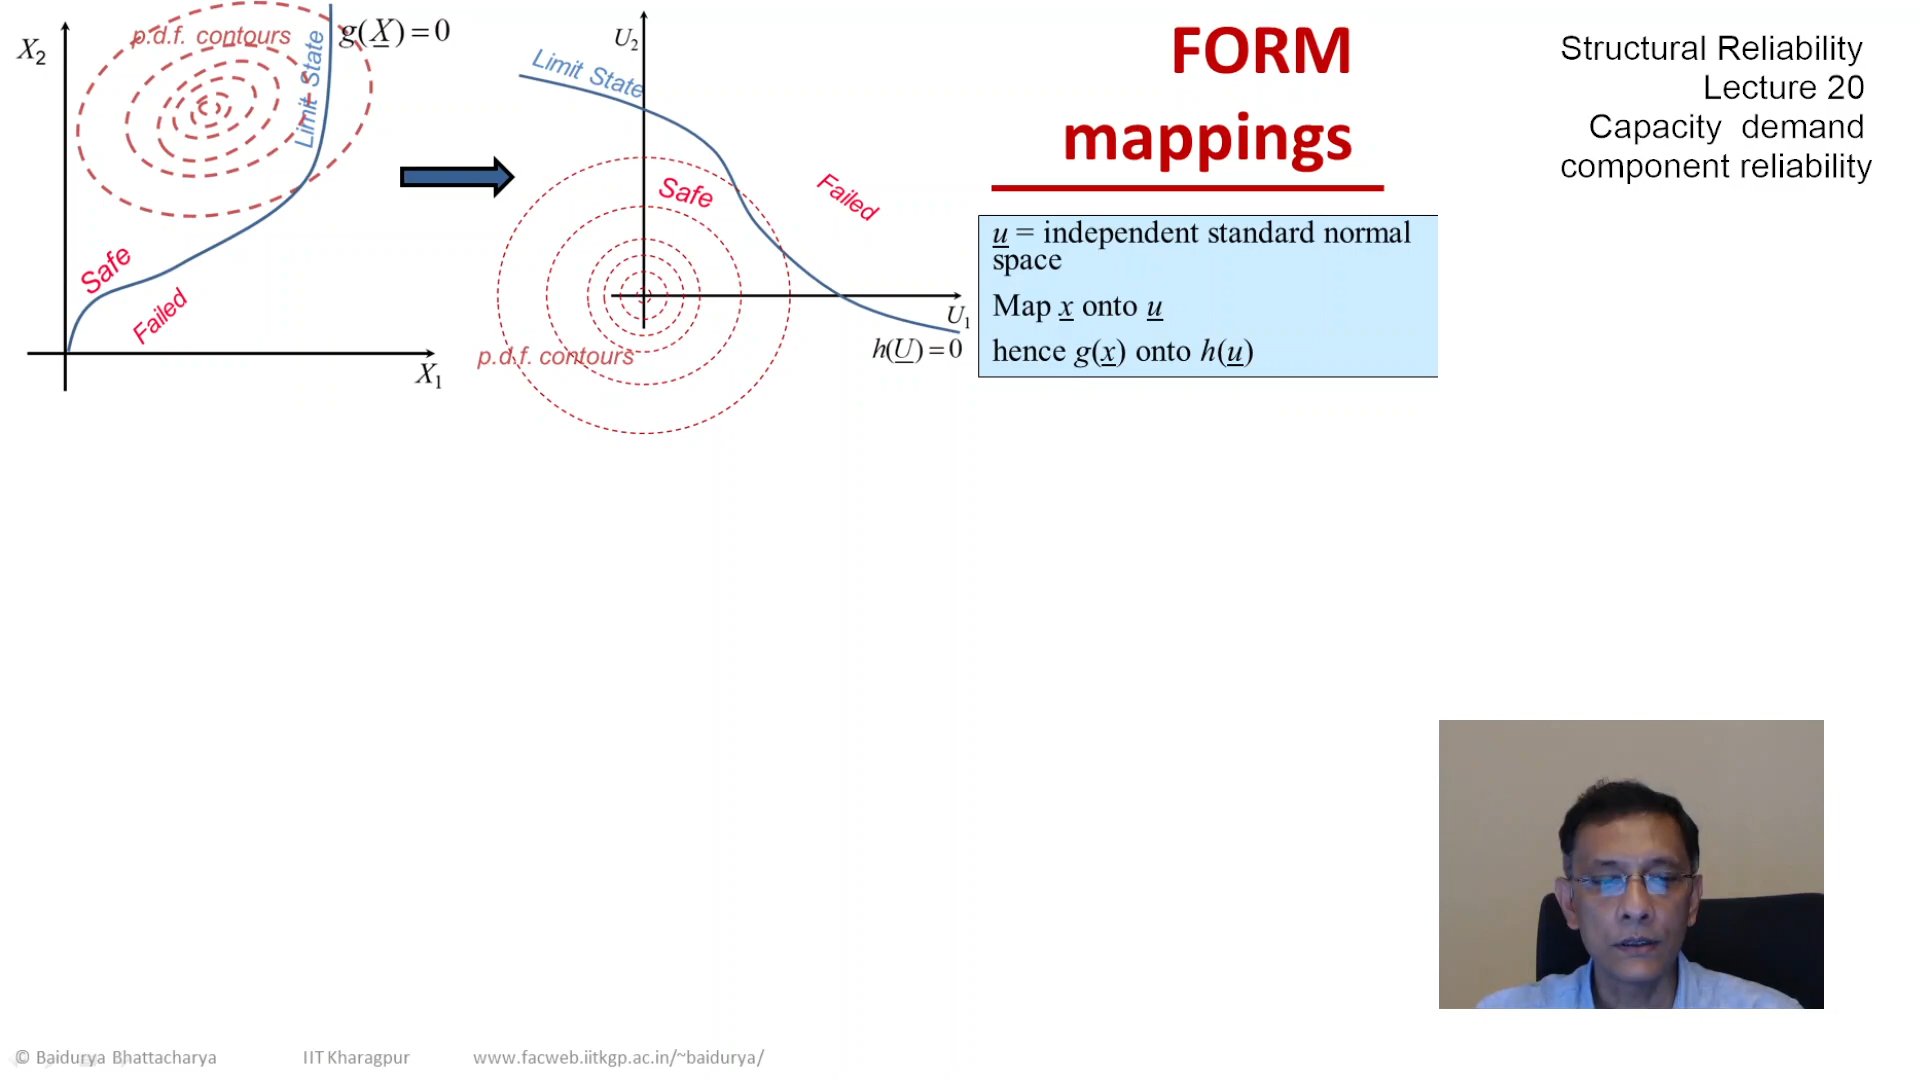 X2
p.d.f. contours
Limit State
g(X)=0
Safe
Failed
X1
U2
Limit State
Safe
Failed
U1
p.d.f. contours
h(U)=0
FORM
mappings
u = independent standard normal
space
Map x onto u
hence g(x) onto h(u)
Structural Reliability
Lecture 20
Capacity demand
component reliability
© Baidurya Bhattacharya IIT Kharagpur www.facweb.iitkgp.ac.in/~baidurya/